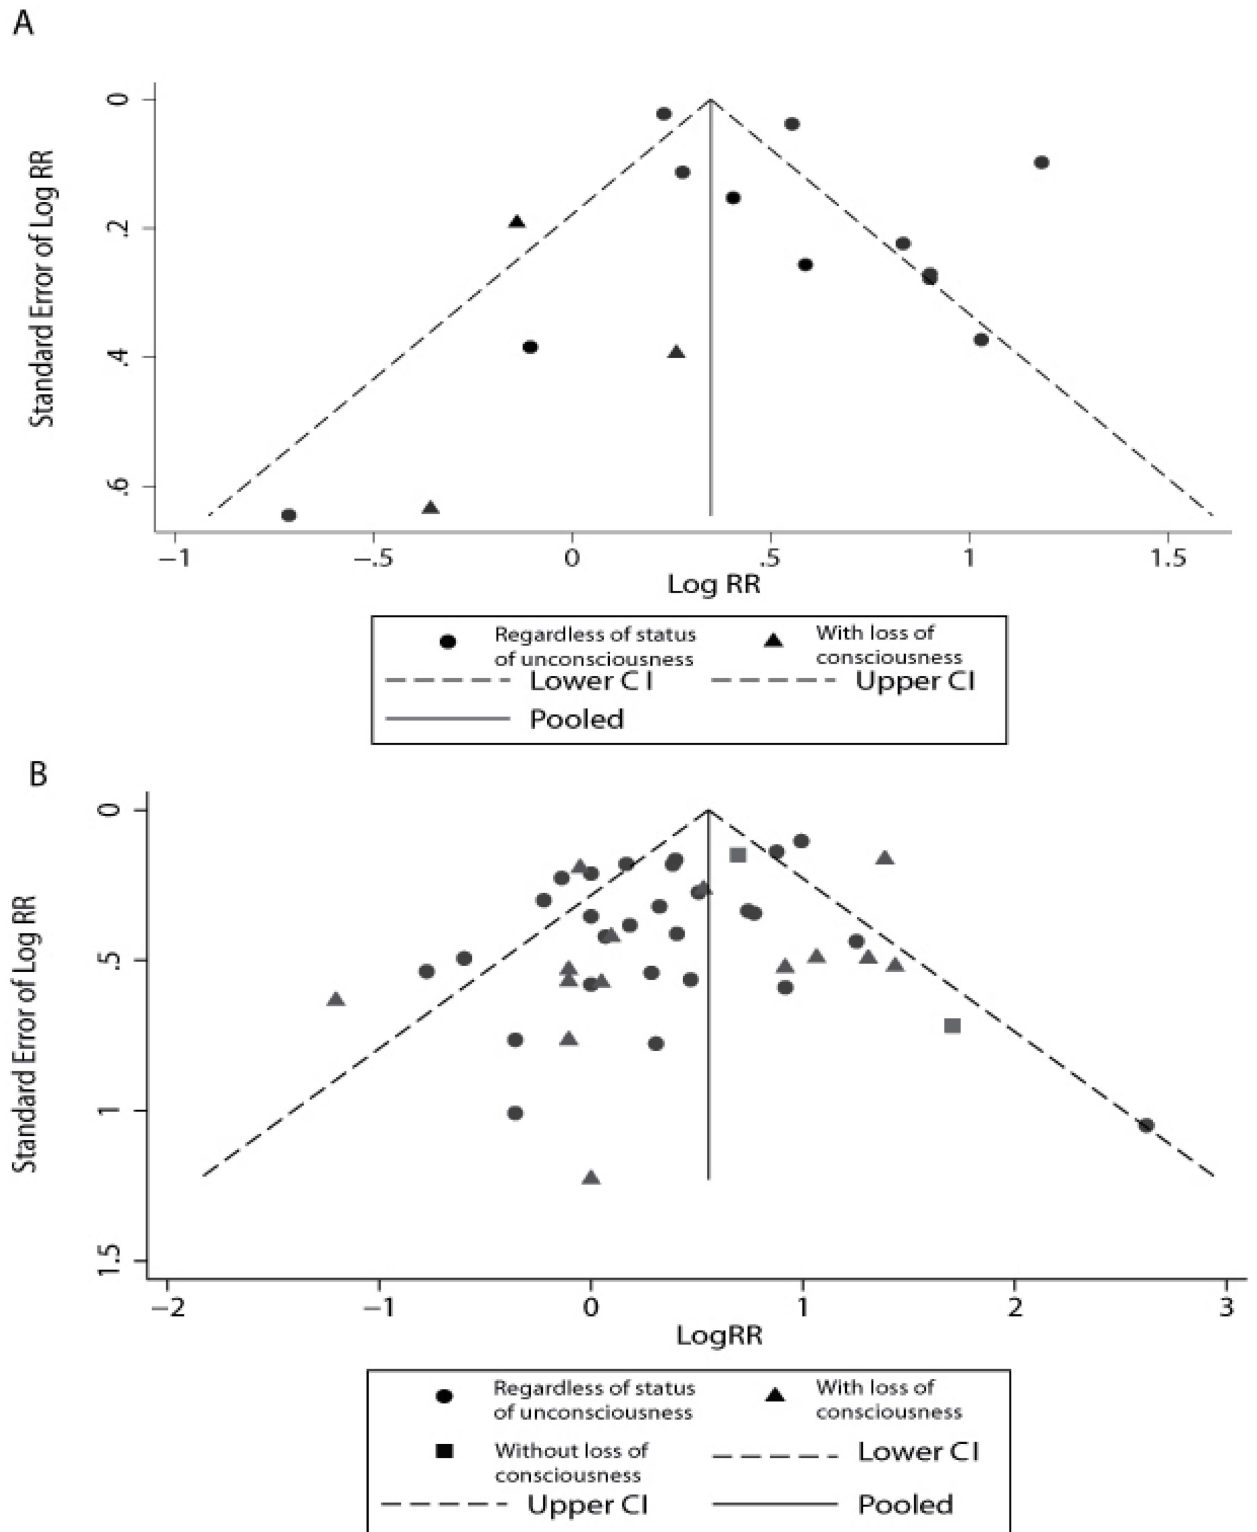 A
0
.2
.4
.6
Standard Error of Log RR
−1
−.5
0
.5
1
1.5
Log RR
Regardless of status
of unconsciousness
With loss of
consciousness
Lower C I
Upper CI
Pooled
B
0
.5
1
1.5
Standard Error of Log RR
−2
−1
0
1
2
3
LogRR
Regardless of status
of unconsciousness
With loss of
consciousness
Without loss of
consciousness
Lower CI
Upper CI
Pooled